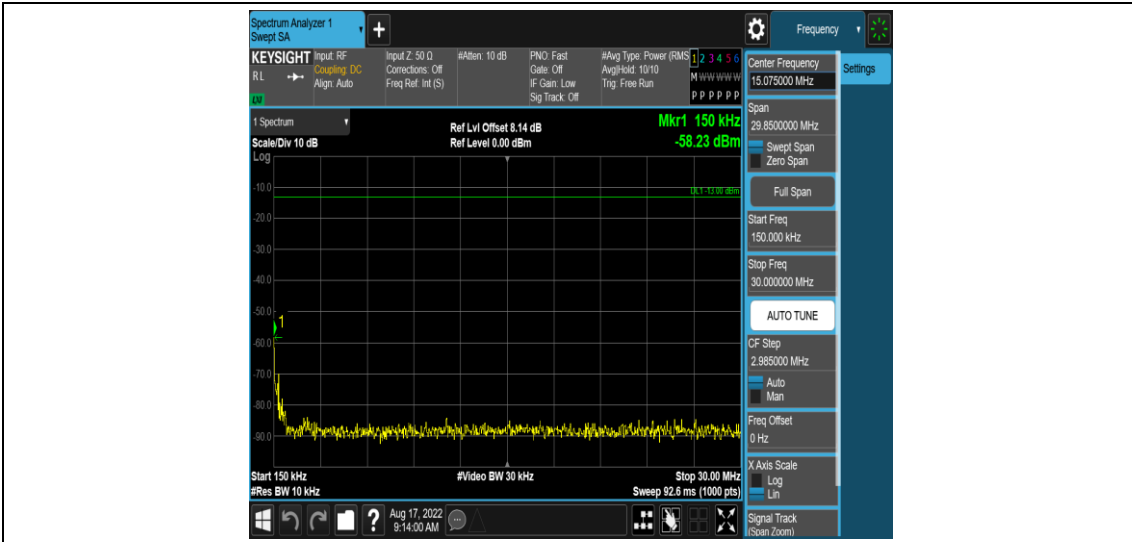 Spectrum Analyzer 1
Swept SA
+
Frequency
KEYSIGHT
RL
LXI
Input: RF
Coupling: DC
Align: Auto
Input Z: 50 Ω
Corrections: Off
Freq Ref: Int (S)
#Atten: 10 dB
PNO: Fast
Gate: Off
IF Gain: Low
Sig Track: Off
#Avg Type: Power (RMS
Avg|Hold: 10/10
Trig: Free Run
1 2 3 4 5 6
M W W W W W
P P P P P P
Center Frequency
15.075000 MHz
Settings
Span
29.8500000 MHz
Swept Span
Zero Span
Full Span
Start Freq
150.000 kHz
Stop Freq
30.000000 MHz
AUTO TUNE
CF Step
2.985000 MHz
Auto
Man
Freq Offset
0 Hz
X Axis Scale
Log
Lin
Signal Track
(Span Zoom)
1 Spectrum
Scale/Div 10 dB
Log
Ref Lvl Offset 8.14 dB
Ref Level 0.00 dBm
Mkr1 150 kHz
-58.23 dBm
DL1 -13.00 dBm
-10.0
-20.0
-30.0
-40.0
-50.0
1
-60.0
-70.0
-80.0
-90.0
Start 150 kHz
#Video BW 30 kHz
Stop 30.00 MHz
#Res BW 10 kHz
Sweep 92.6 ms (1000 pts)
?
Aug 17, 2022
9:14:00 AM